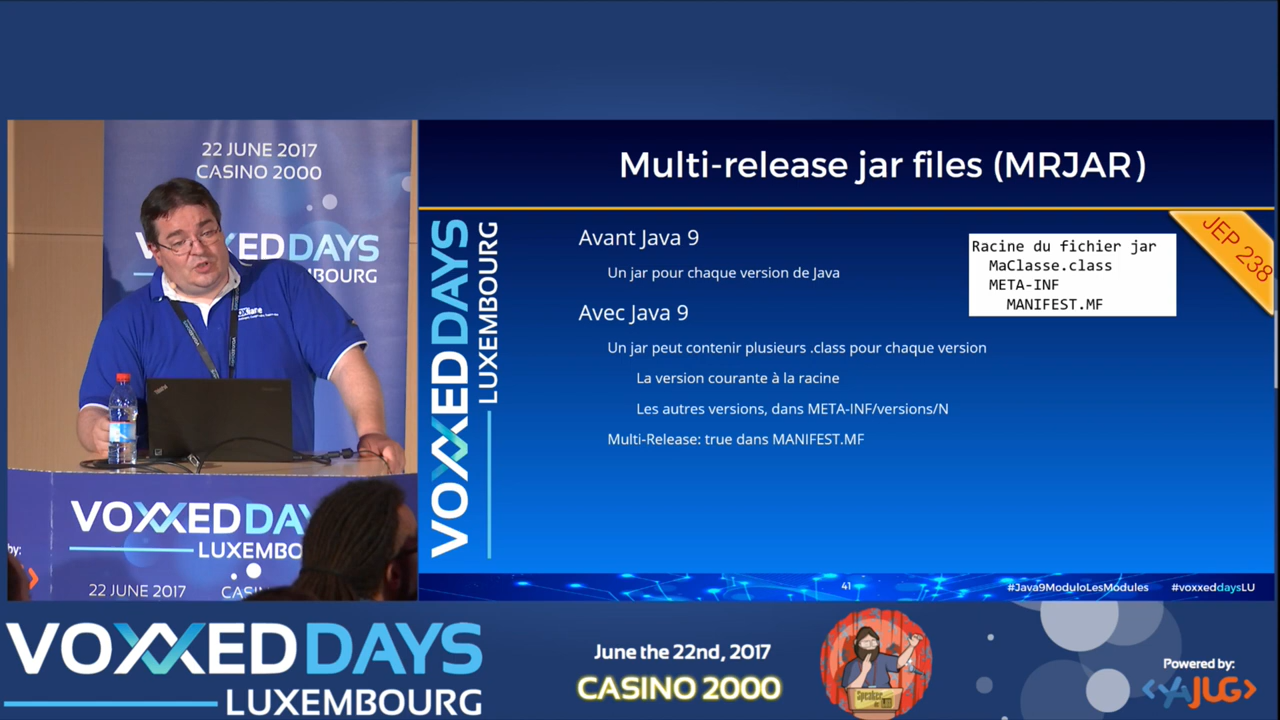 22 JUNE 2017
CASINO 2000
VOXXED DAYS
LUXEMBOURG
VOXXED DAYS
LUXEMBOURG
22 JUNE 2017
by:
Multi-release jar files (MRJAR)
VOXXED DAYS
LUXEMBOURG
JEP 238
Avant Java 9
Un jar pour chaque version de Java
Avec Java 9
Un jar peut contenir plusieurs .class pour chaque version
La version courante à la racine
Les autres versions, dans META-INF/versions/N
Multi-Release: true dans MANIFEST.MF
Racine du fichier jar
MaClasse.class
META-INF
MANIFEST.MF
41
#Java9ModuloLesModules
#voxxeddaysLU
VOXXED DAYS
LUXEMBOURG
June the 22nd, 2017
CASINO 2000
Speaker
Powered by:
YAJUG